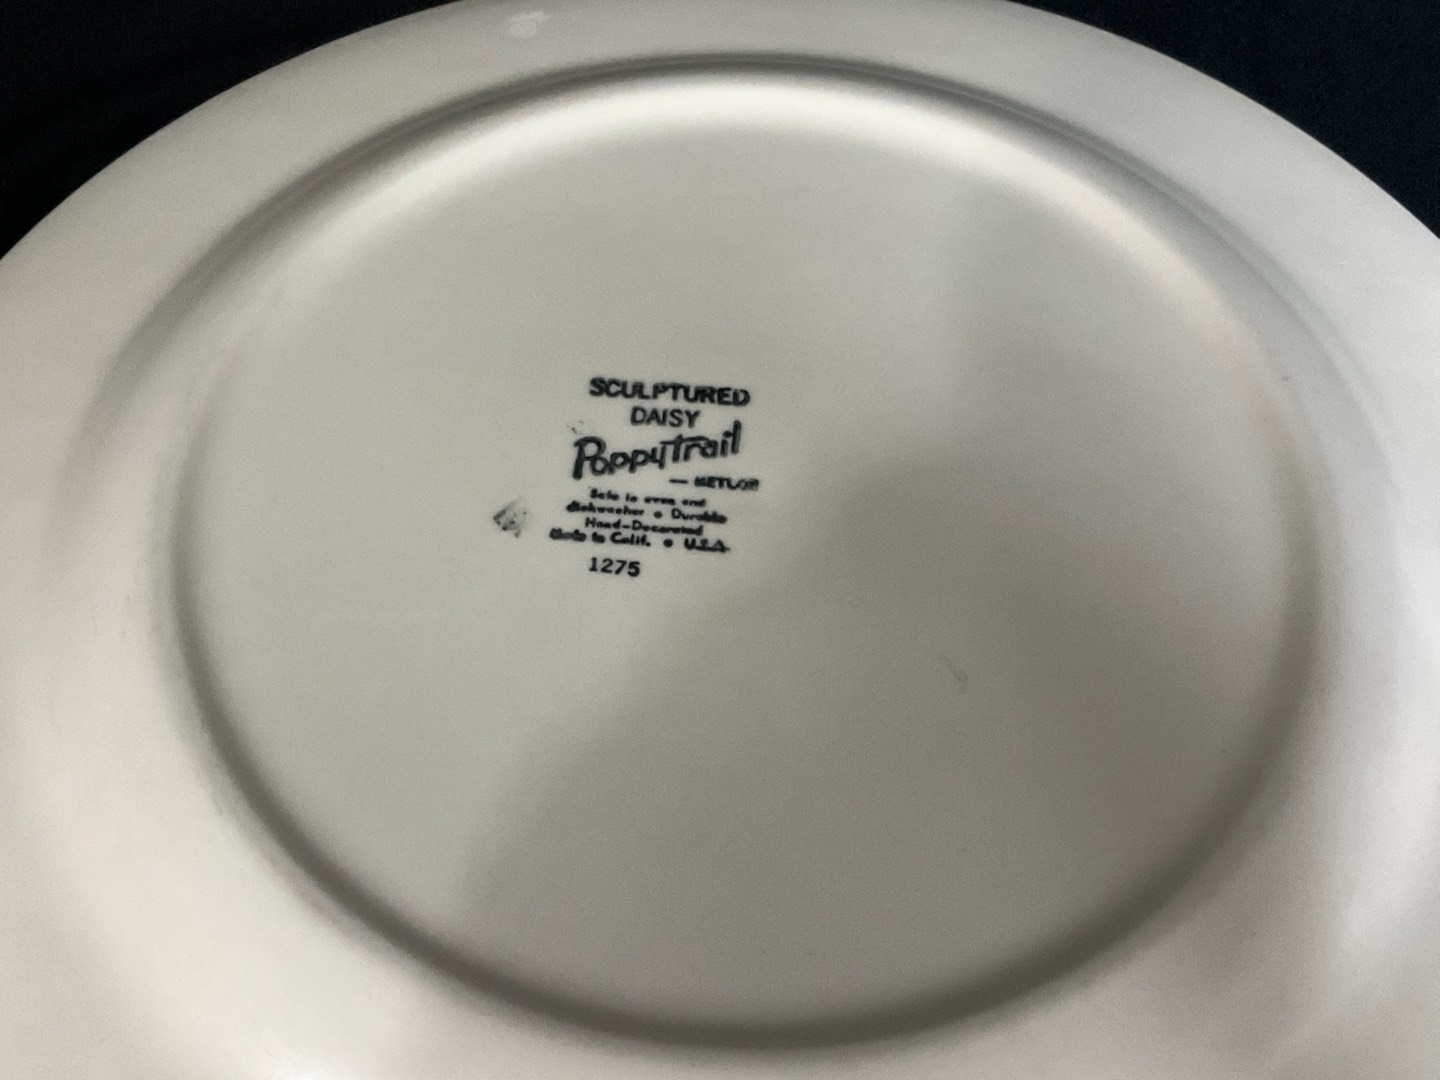 SCULPTURED
DAISY
Poppytrail
— METLOX
Safe in oven and
dishwasher • Durable
Hand-Decorated
Made in Calif. • U.S.A.
1275